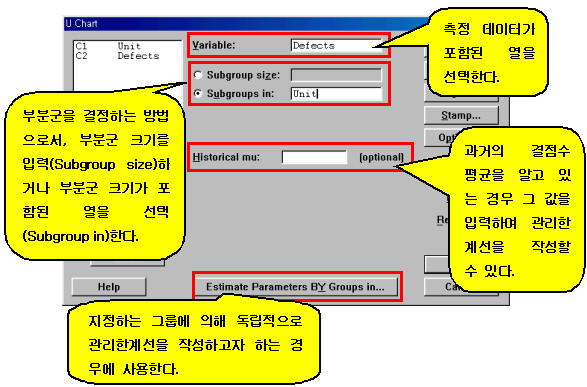 U Chart
C1 Unit
C2 Defects
Variable: Defects
Subgroup size:
Subgroups in: Unit
Stamp...
Historical mu: (optional)
Help
Estimate Parameters BY Groups in...
측정 데이터가
포함된 열을
선택한다.
부분군을 결정하는 방법
으로서, 부분군 크기를
입력(Subgroup size)하
거나 부분군 크기가 포
함된 열을 선택
(Subgroup in)한다.
과거의 결점수
평균을 알고 있
는 경우 그 값을
입력하여 관리한
계선을 작성할
수 있다.
지정하는 그룹에 의해 독립적으로
관리한계선을 작성하고자 하는 경
우에 사용한다.